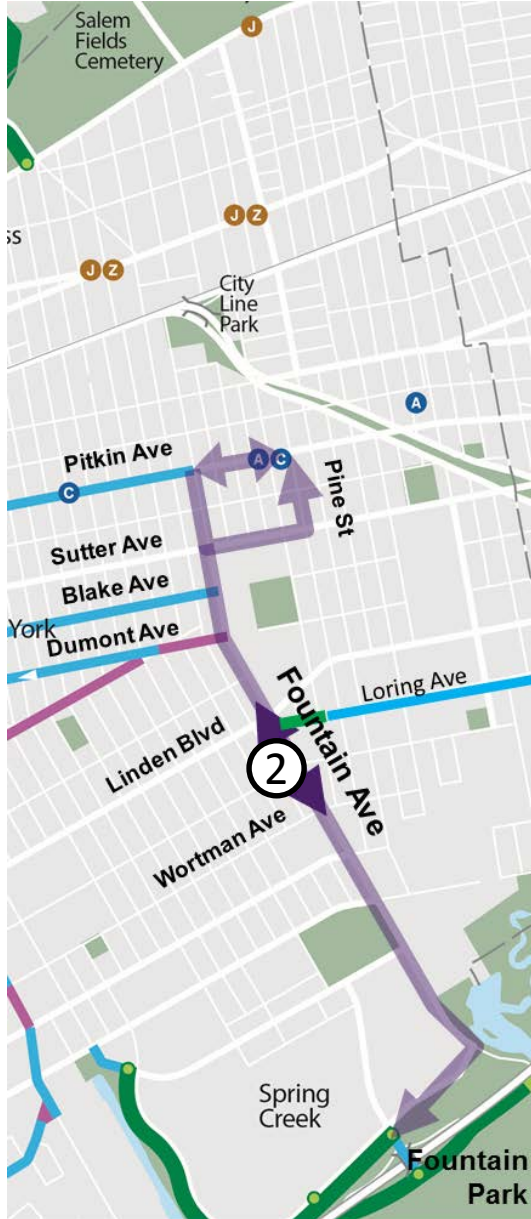 Salem
Fields
Cemetery
J
J Z
ss
J Z
City
Line
Park
A
Pitkin Ave
A C
C
Pine St
Sutter Ave
Blake Ave
York
Dumont Ave
Loring Ave
Fountain Ave
Linden Blvd
2
Wortman Ave
Spring
Creek
Fountain
Park